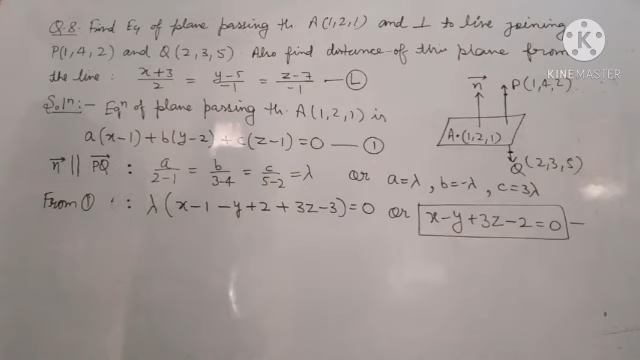 Q.8. Find Eq of plane passing th. A(1,2,1) and ⊥ to line joining
P(1,4,2) and Q(2,3,5) Also find distance of this plane from
the line: x+3/2 = y-5/-1 = z-7/-1 —(L)
Solⁿ:- Eqⁿ of plane passing th. A(1,2,1) is
a(x-1)+b(y-2)+c(z-1)=0 —(1)
n⃗ || PQ⃗ : a/2-1 = b/3-4 = c/5-2 = λ or a=λ, b=-λ, c=3λ
From (1) : λ(x-1-y+2+3z-3)=0 or x-y+3z-2=0 —
n⃗
P(1,4,2)
A•(1,2,1)
Q(2,3,5)
Made With
KINEMASTER